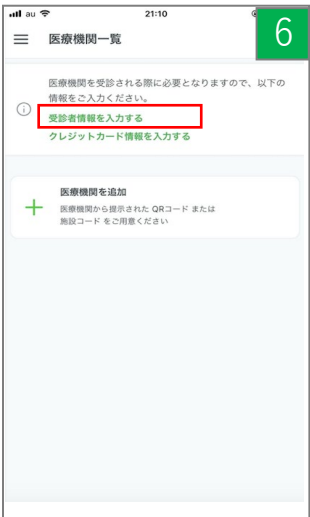 au
21:10
6
医療機関一覧
医療機関を受診される際に必要となりますので、以下の
情報をご入力ください。
受診者情報を入力する
クレジットカード情報を入力する
医療機関を追加
医療機関から提示された QRコード または
施設コード をご用意ください